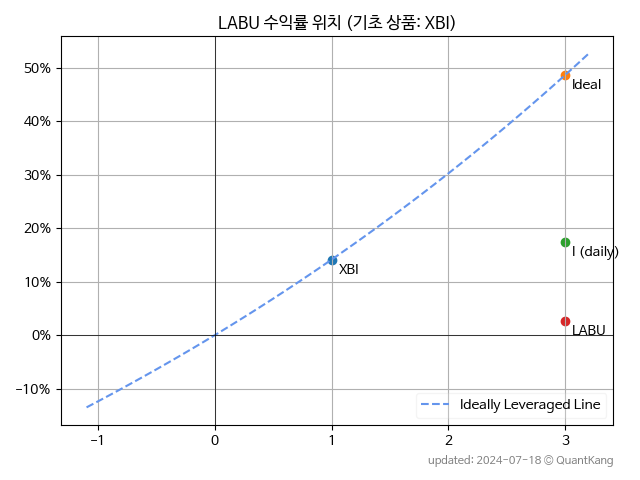 LABU 수익률 위치 (기초 상품: XBI)
50%
40%
30%
20%
10%
0%
−10%
Ideal
I (daily)
XBI
LABU
Ideally Leveraged Line
−1
0
1
2
3
updated: 2024-07-18 © QuantKang